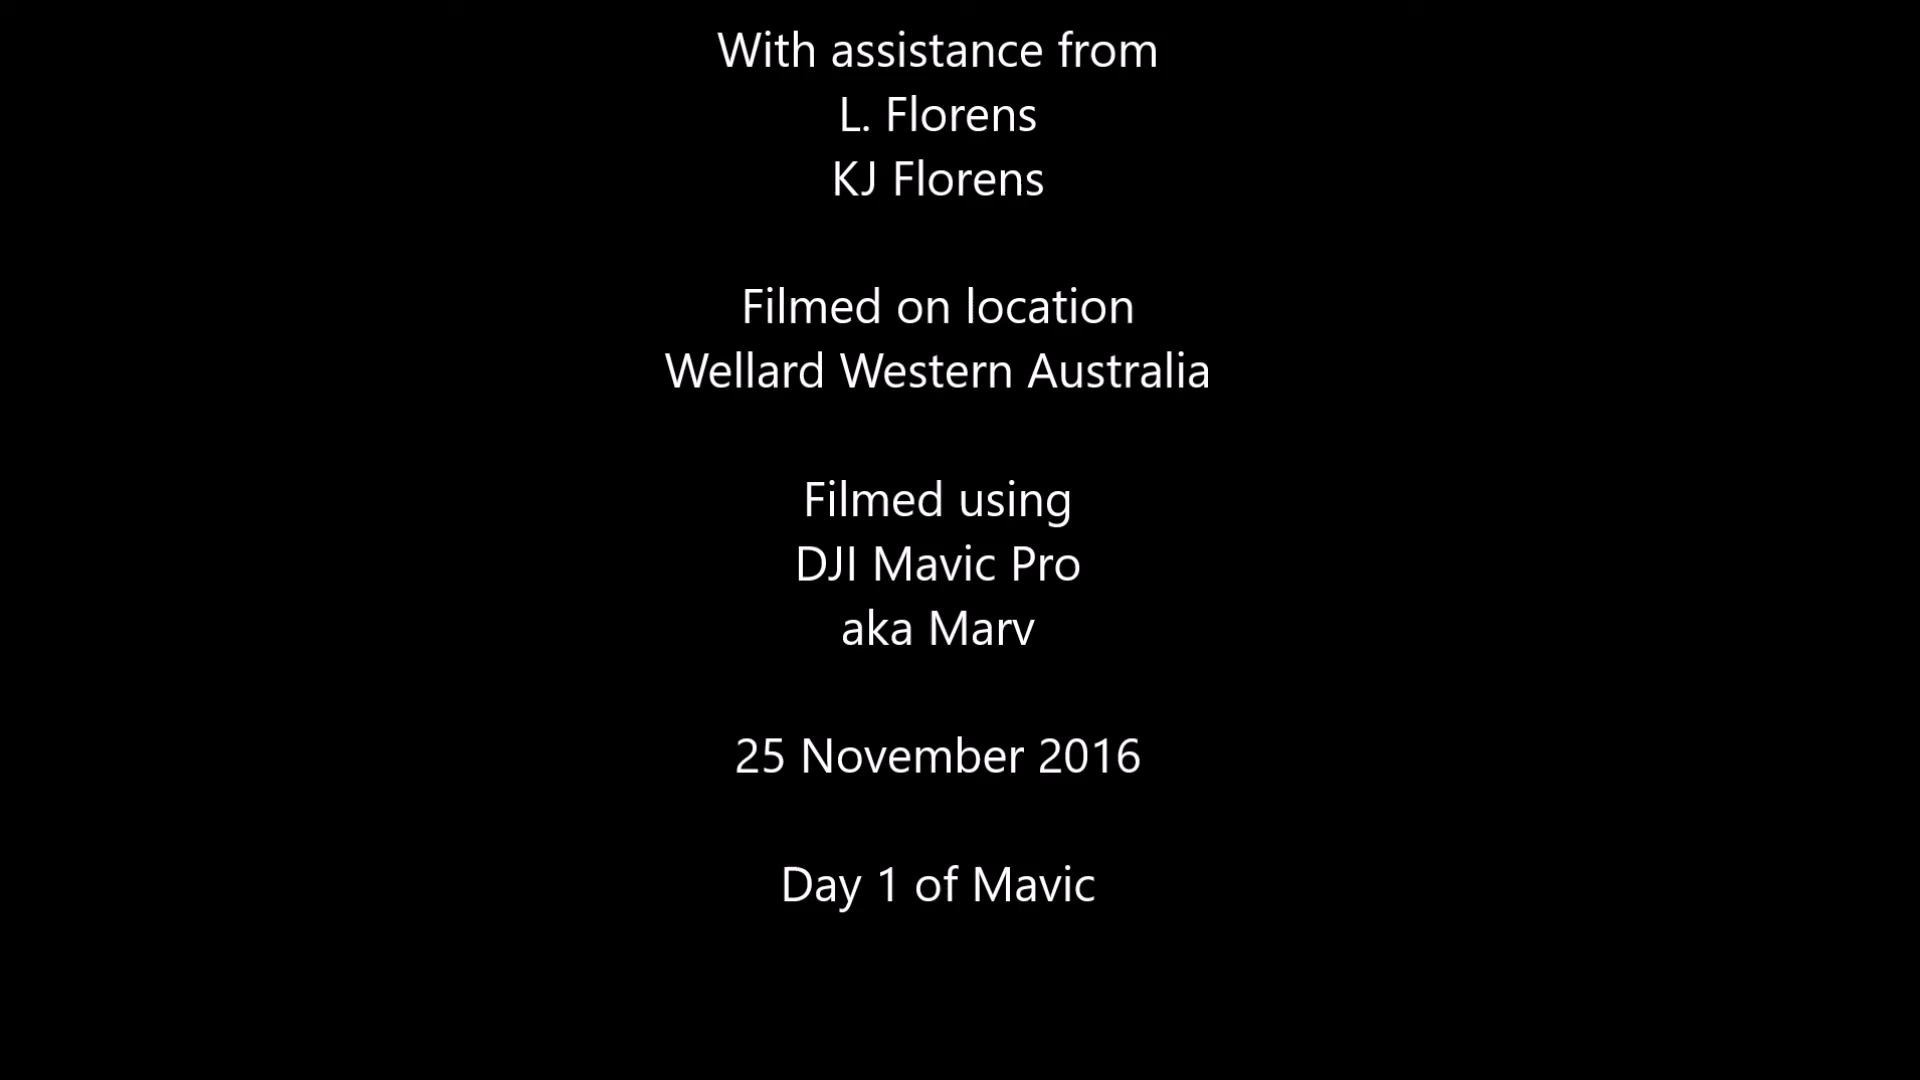 With assistance from
L. Florens
KJ Florens
Filmed on location
Wellard Western Australia
Filmed using
DJI Mavic Pro
aka Marv
25 November 2016
Day 1 of Mavic